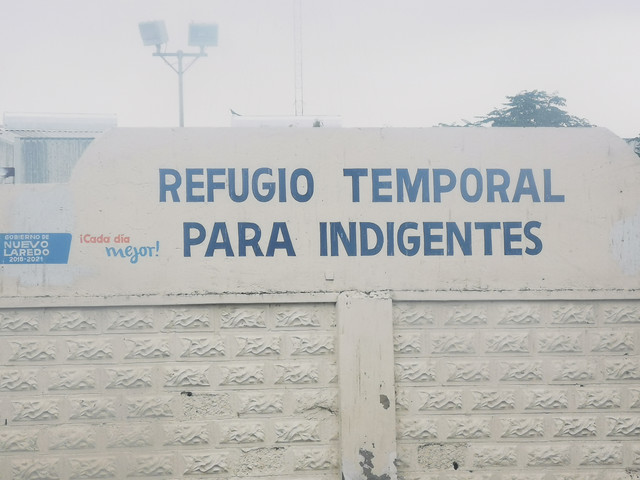 REFUGIO TEMPORAL
PARA INDIGENTES
GOBIERNO DE
NUEVO
LAREDO
2018-2021
¡Cada día
mejor!